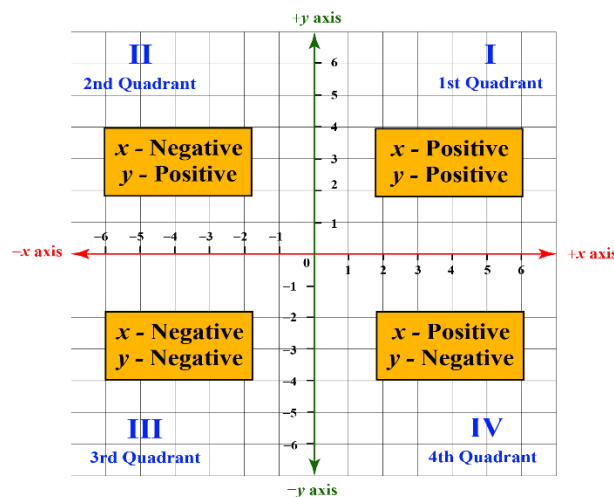 +y axis
II
2nd Quadrant
I
1st Quadrant
6
5
4
3
2
1
x - Negative
y - Positive
x - Positive
y - Positive
−6 −5 −4 −3 −2 −1
−x axis
+x axis
0
1 2 3 4 5 6
−1
−2
−3
−4
−5
−6
x - Negative
y - Negative
x - Positive
y - Negative
III
3rd Quadrant
IV
4th Quadrant
−y axis